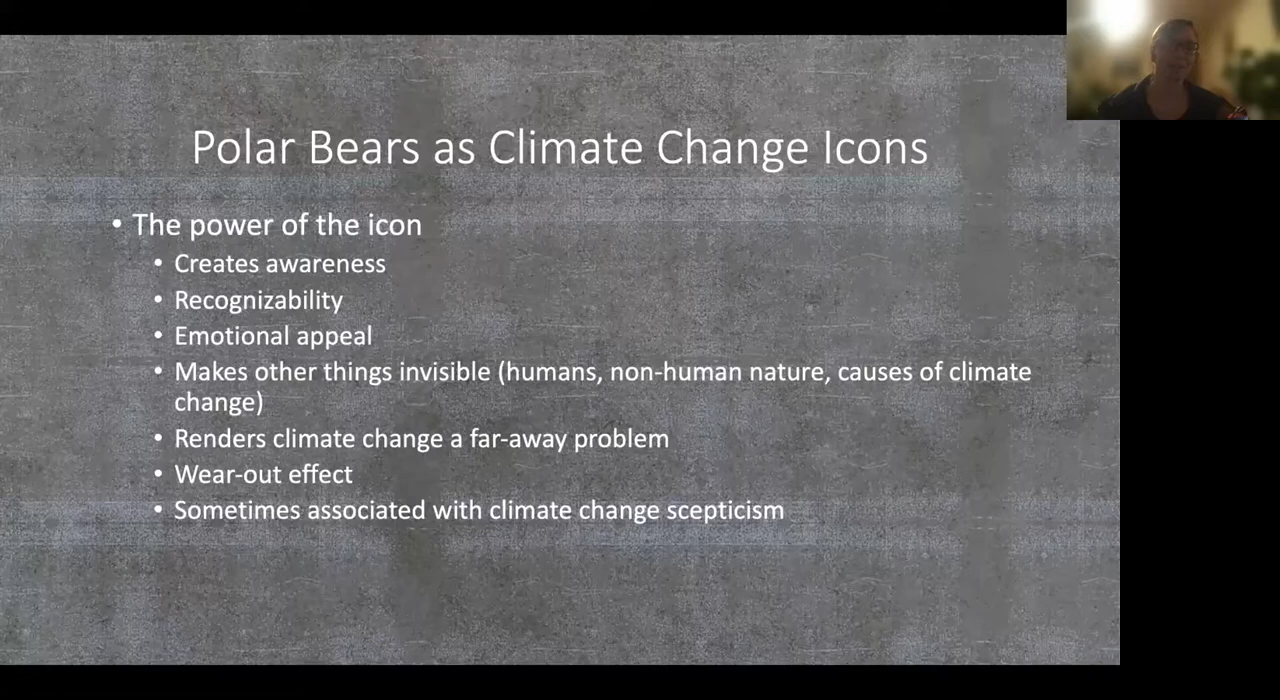 Polar Bears as Climate Change Icons
• The power of the icon
• Creates awareness
• Recognizability
• Emotional appeal
• Makes other things invisible (humans, non-human nature, causes of climate
change)
• Renders climate change a far-away problem
• Wear-out effect
• Sometimes associated with climate change scepticism